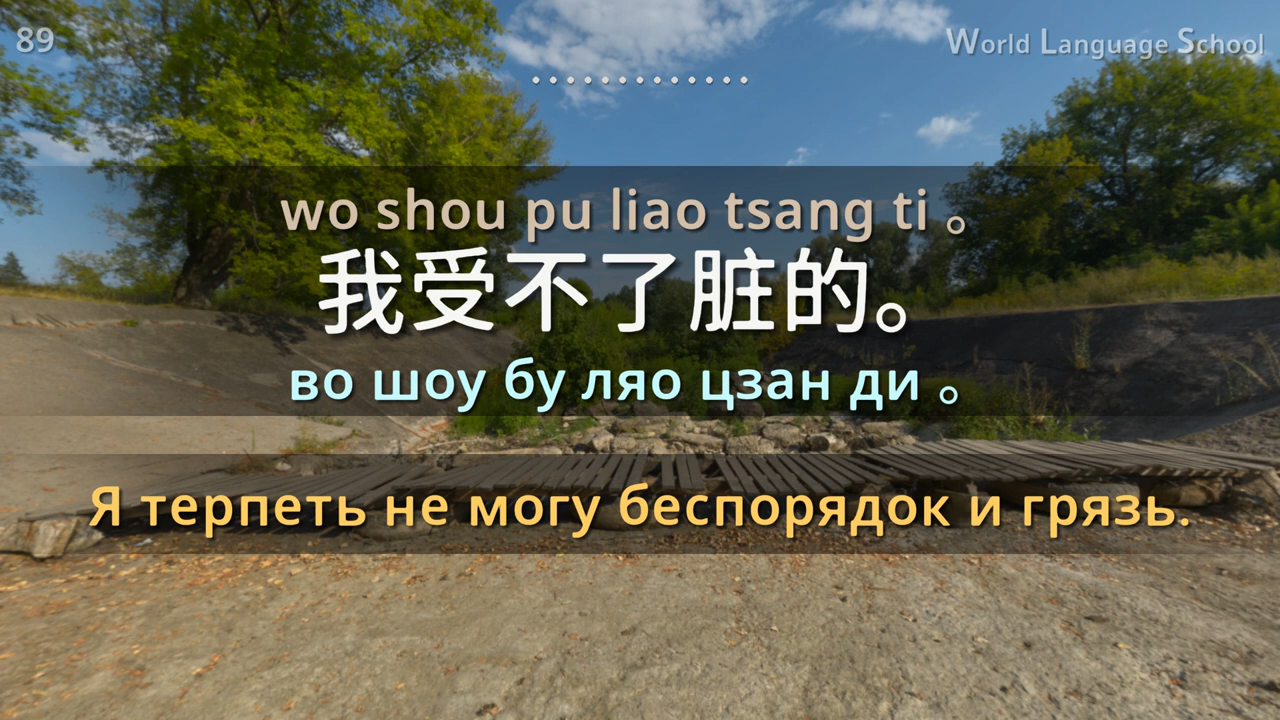 89
World Language School
wo shou pu liao tsang ti 。
我受不了脏的。
во шоу бу ляо цзан ди 。
Я терпеть не могу беспорядок и грязь.